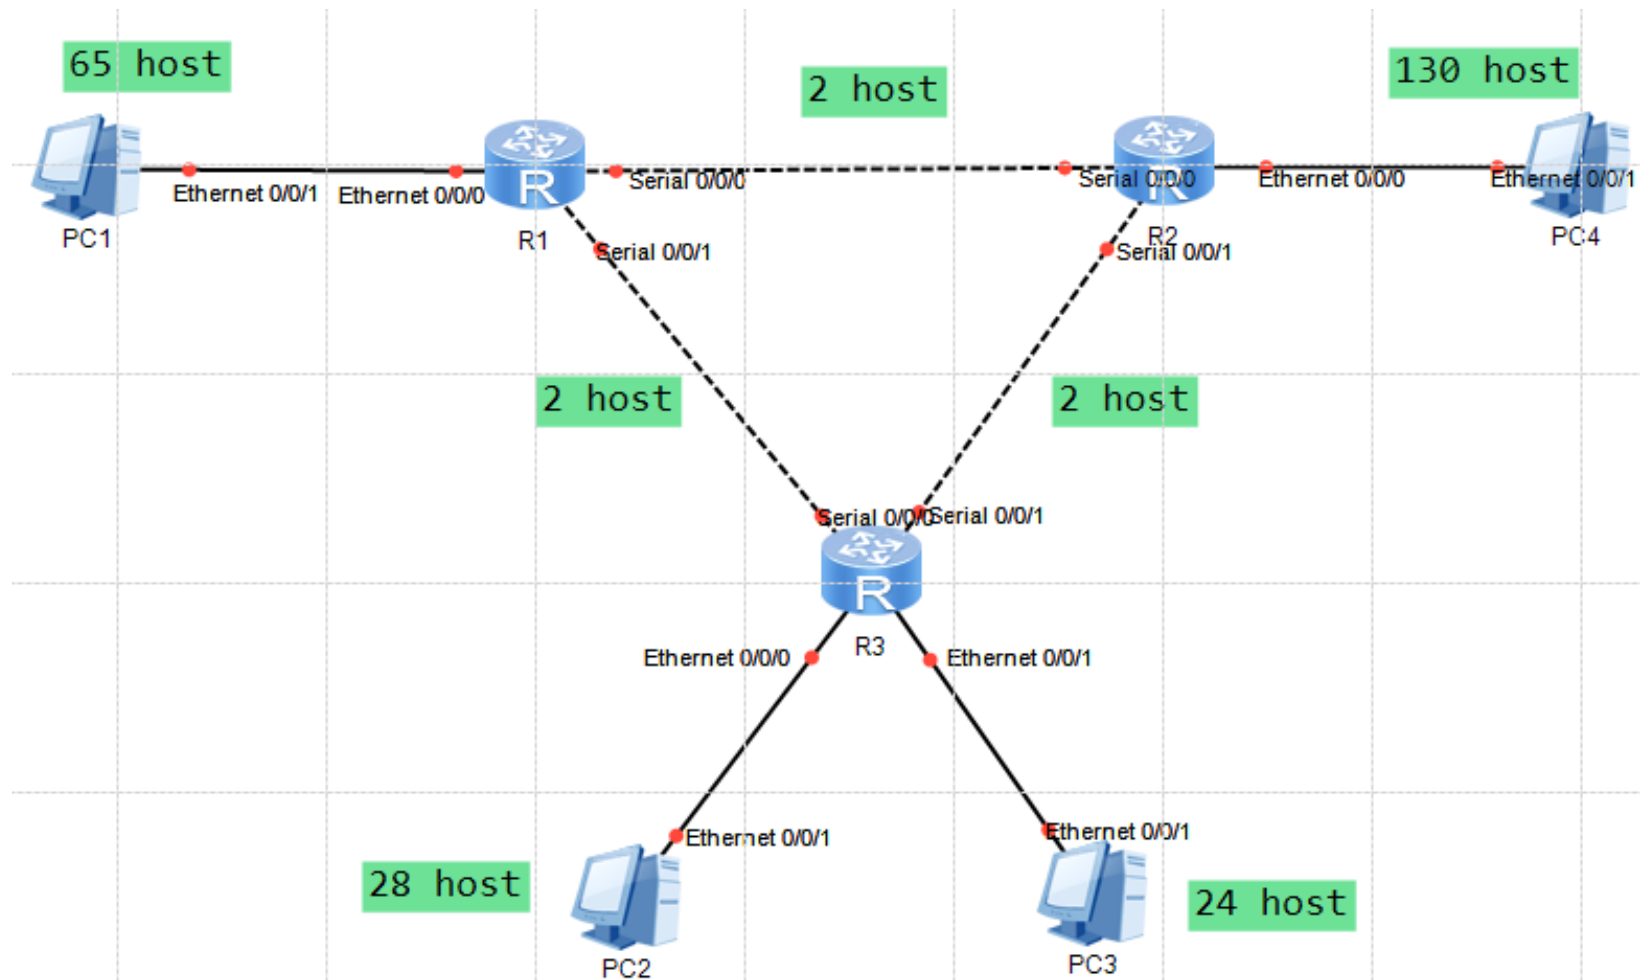 65 host
2 host
130 host
Ethernet 0/0/1
Ethernet 0/0/0
Serial 0/0/0
Serial 0/0/0
Ethernet 0/0/0
Ethernet 0/0/1
PC1
R1
R2
PC4
Serial 0/0/1
Serial 0/0/1
2 host
2 host
Serial 0/0/0
Serial 0/0/1
R
R
R
R3
Ethernet 0/0/0
Ethernet 0/0/1
Ethernet 0/0/1
Ethernet 0/0/1
28 host
24 host
PC2
PC3